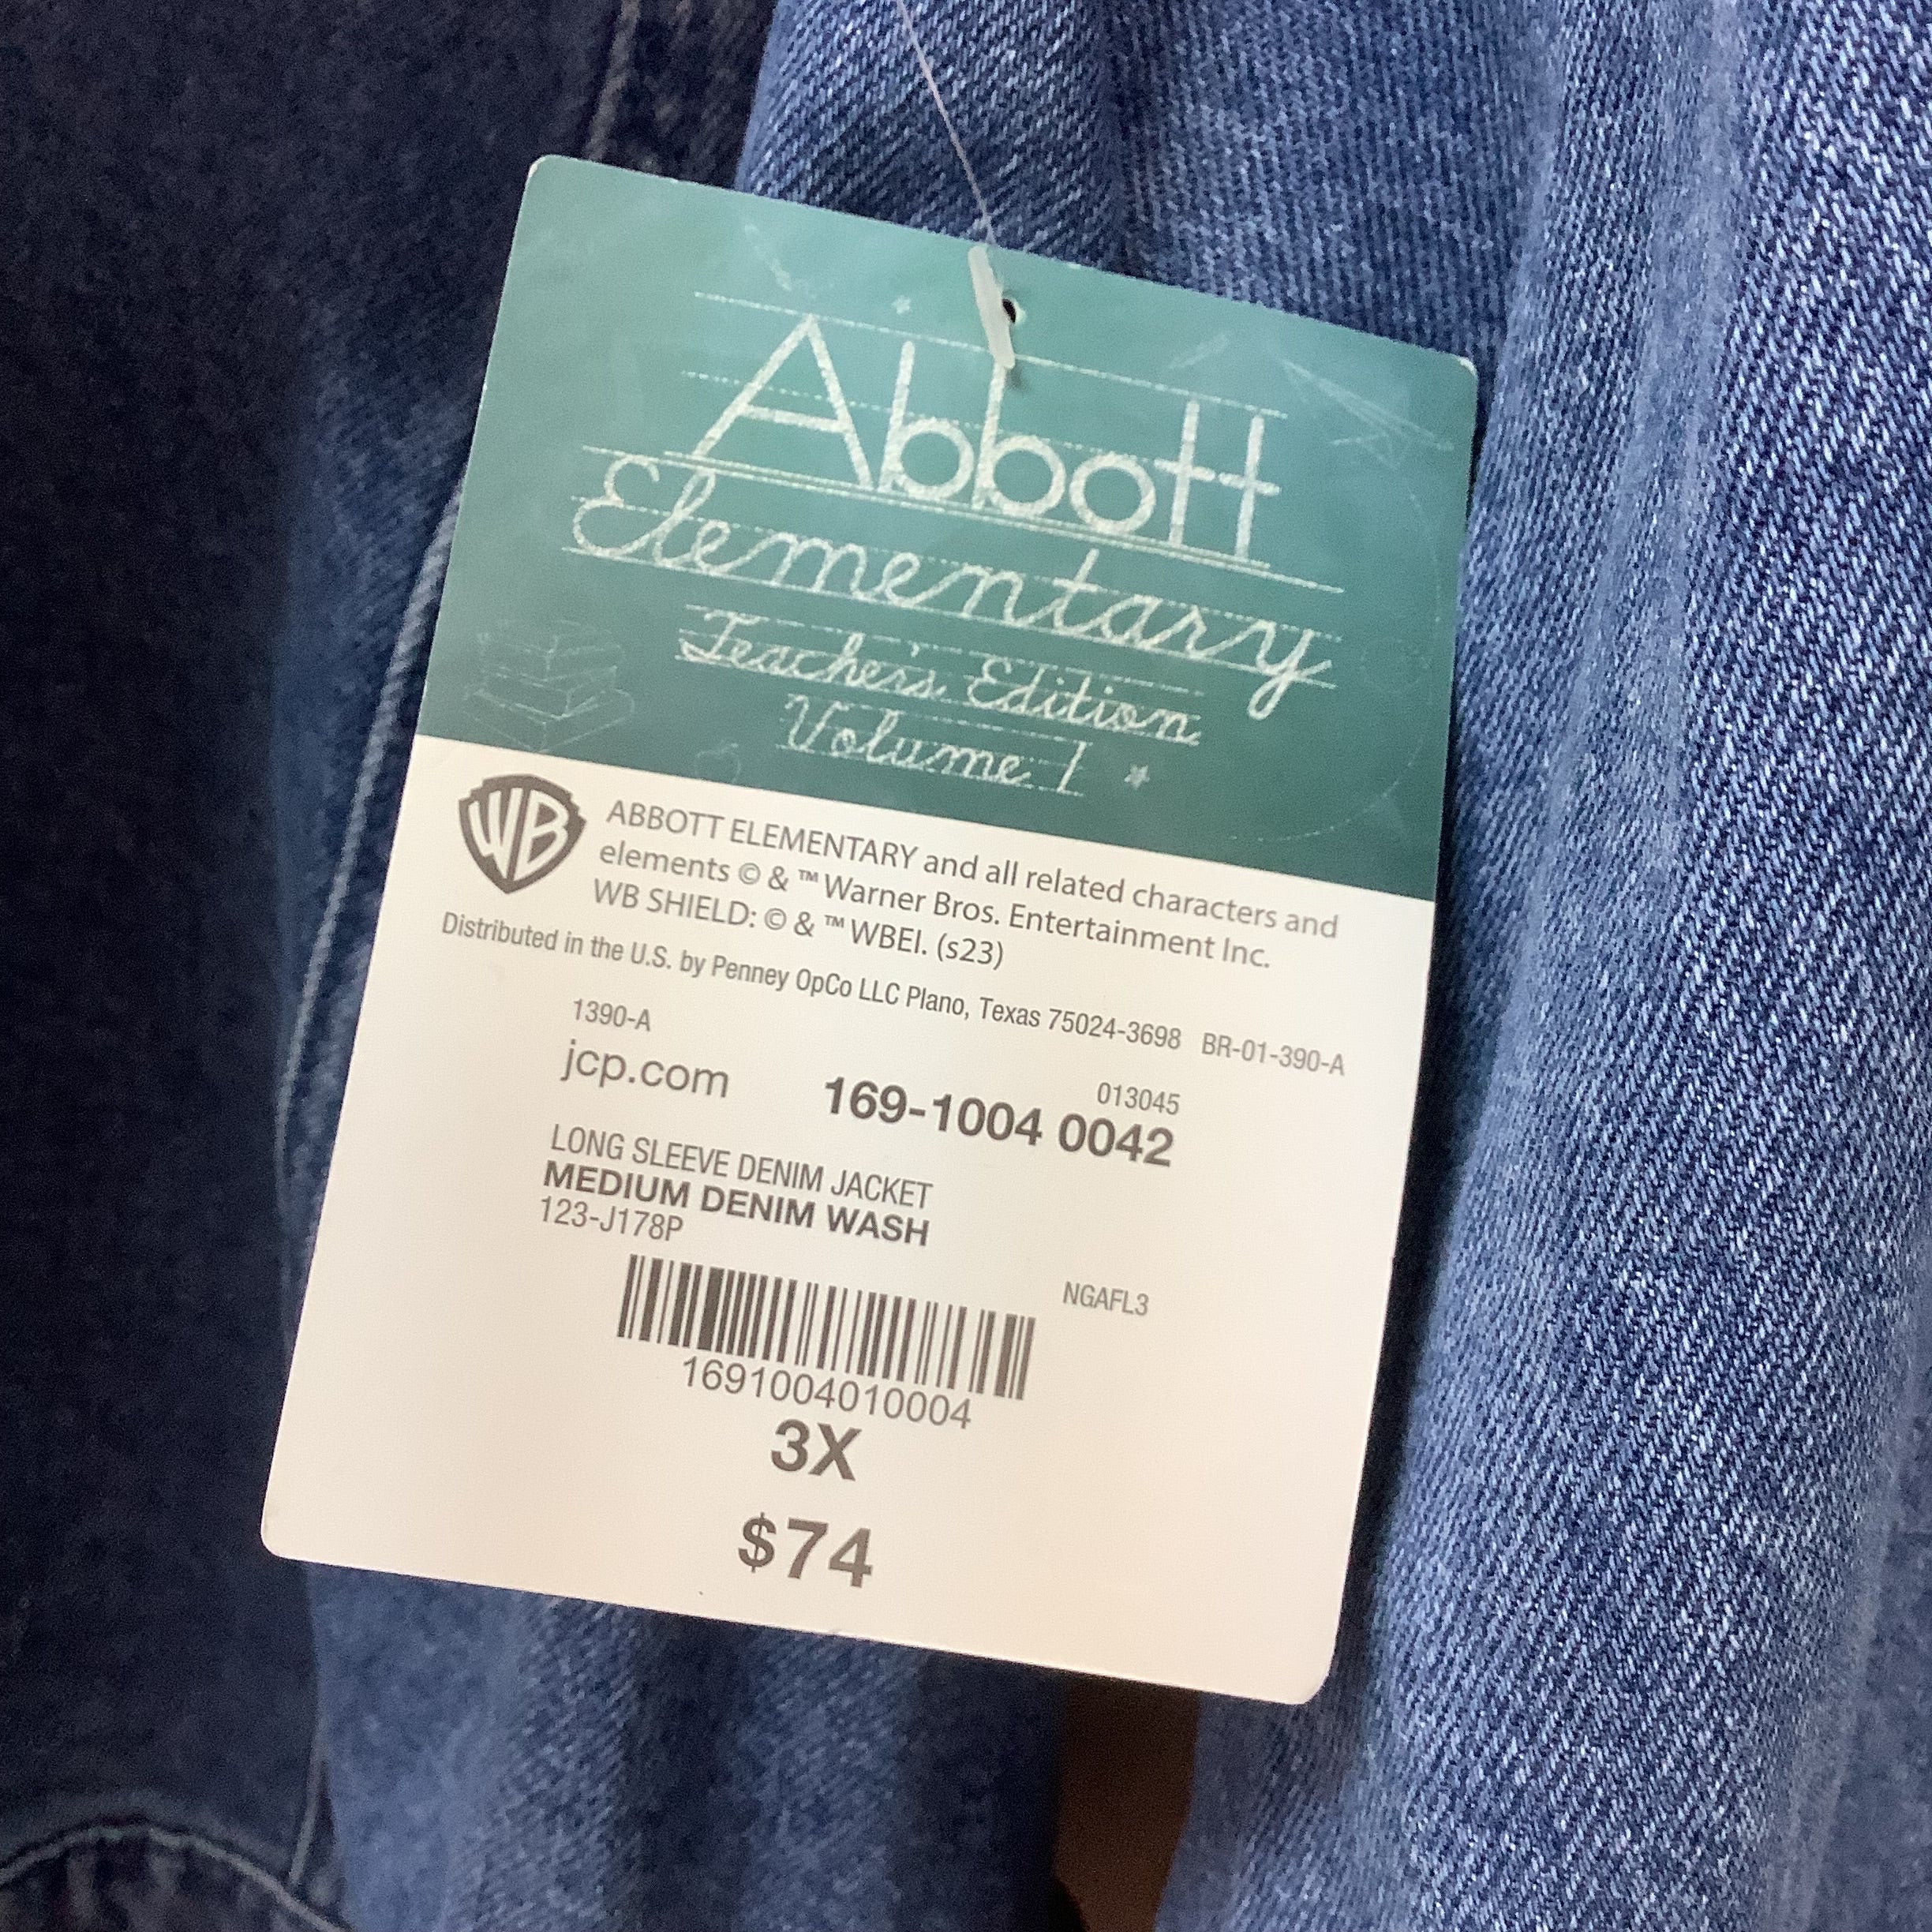 Abbott
Elementary
Teacher's Edition
Volume 1
WB
ABBOTT ELEMENTARY and all related characters and
elements © & ™ Warner Bros. Entertainment Inc.
WB SHIELD: © & ™ WBEI. (s23)
Distributed in the U.S. by Penney OpCo LLC Plano, Texas 75024-3698 BR-01-390-A
1390-A
013045
jcp.com 169-1004 0042
LONG SLEEVE DENIM JACKET
MEDIUM DENIM WASH
123-J178P
NGAFL3
1691004010004
3X
$74